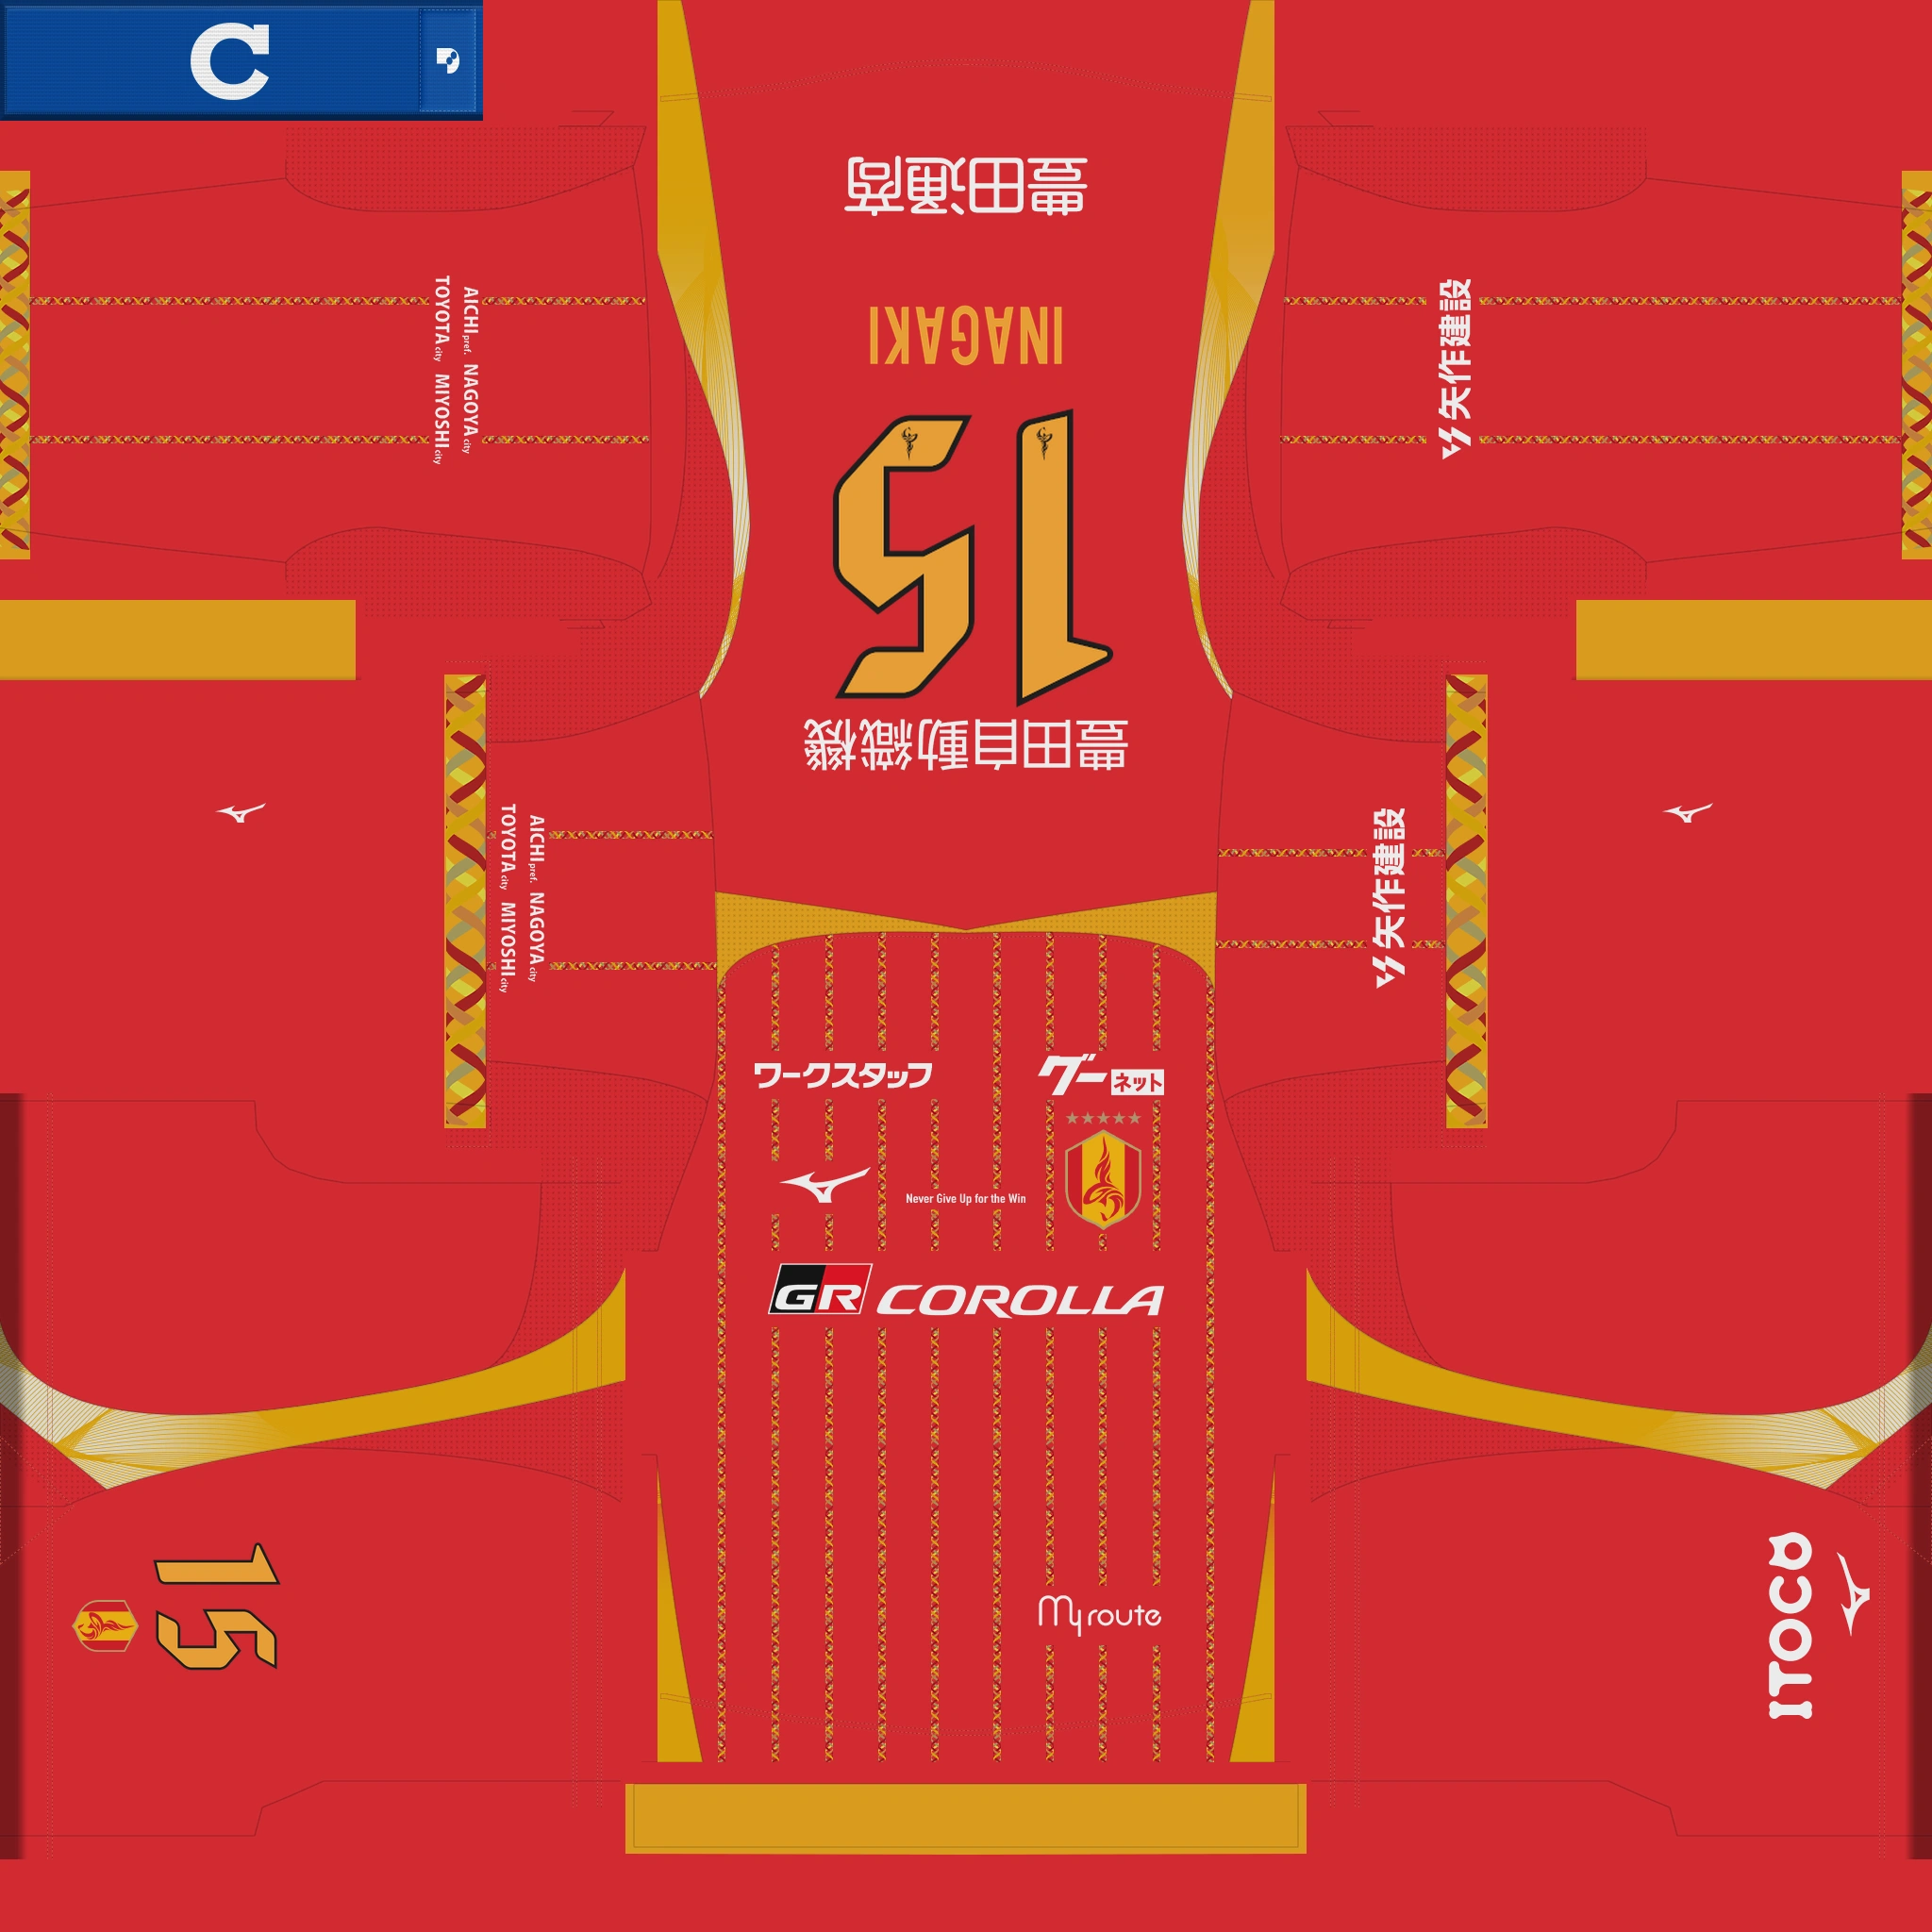 C
豊田通商
INAGAKI
15
豊田自動織機
AICHI pref. NAGOYA city
TOYOTA city MIYOSHI city
矢作建設
AICHI pref. NAGOYA city
TOYOTA city MIYOSHI city
矢作建設
ワークスタッフ
グーネット
Never Give Up for the Win
GR COROLLA
my route
15
ITOCO